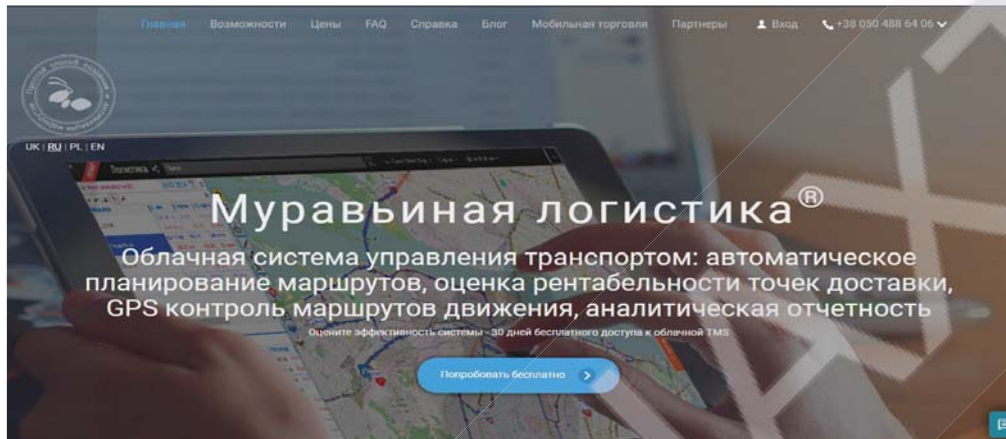 Главная Возможности Цены FAQ Справка Блог Мобильная торговля Партнеры Вход +38 050 488 64 06
UK | RU | PL | EN
Логистика
Муравьиная логистика®
Облачная система управления транспортом: автоматическое
планирование маршрутов, оценка рентабельности точек доставки,
GPS контроль маршрутов движения, аналитическая отчетность
Оцените эффективность системы - 30 дней бесплатного доступа к облачной TMS
Попробовать бесплатно